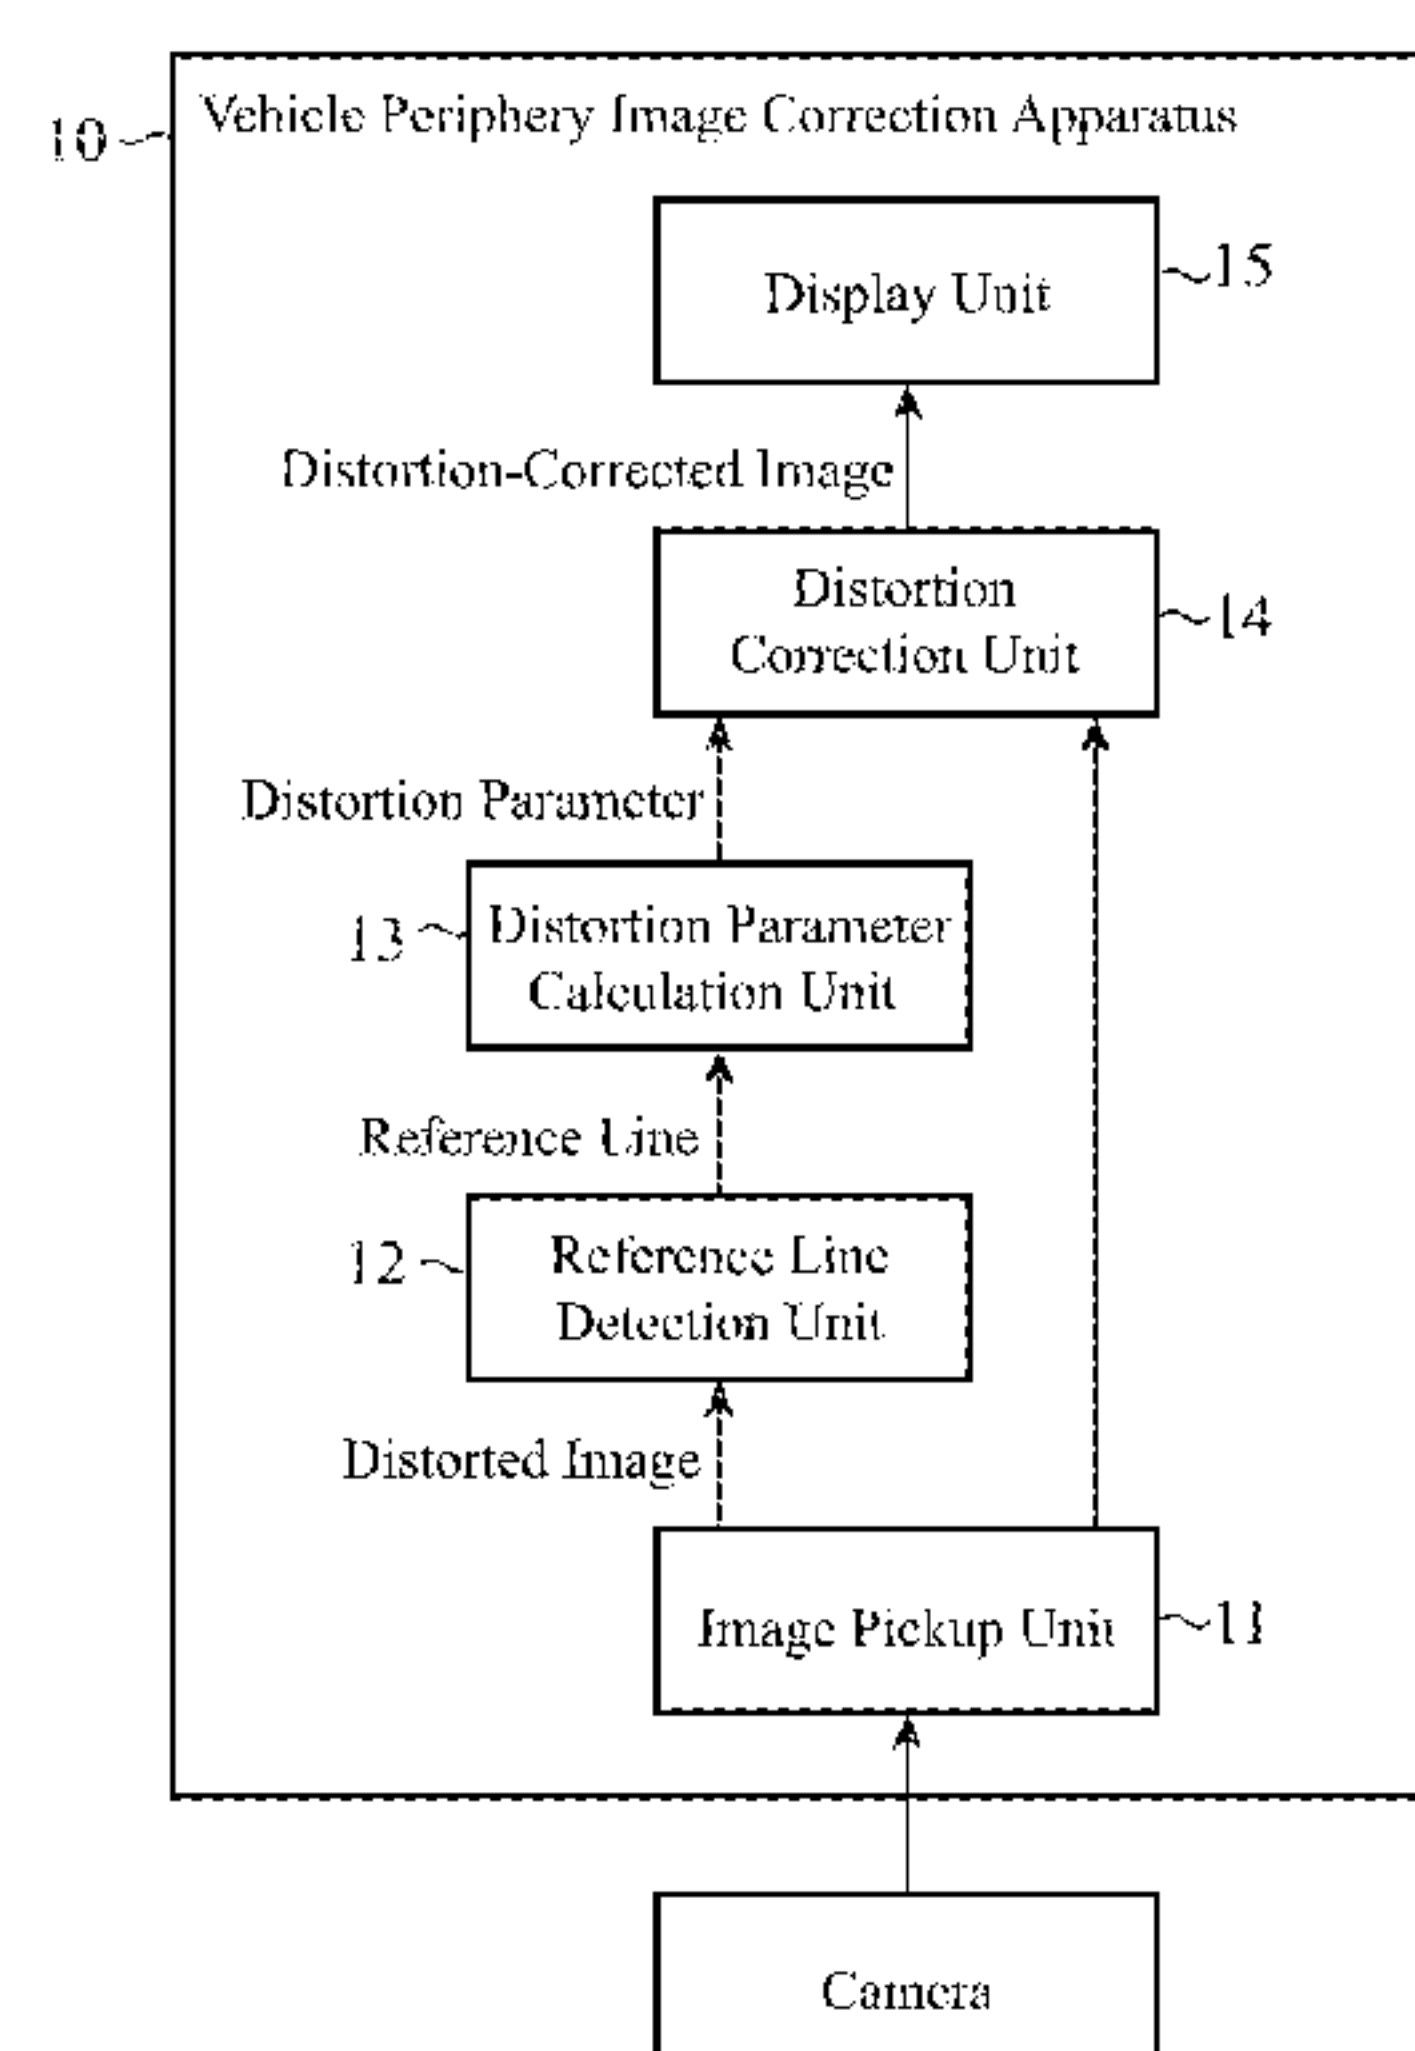 Vehicle Periphery Image Correction Apparatus
10
Display Unit
15
Distortion-Corrected Image
Distortion
Correction Unit
14
Distortion Parameter
13
Distortion Parameter
Calculation Unit
Reference Line
12
Reference Line
Detection Unit
Distorted Image
Image Pickup Unit
11
Camera